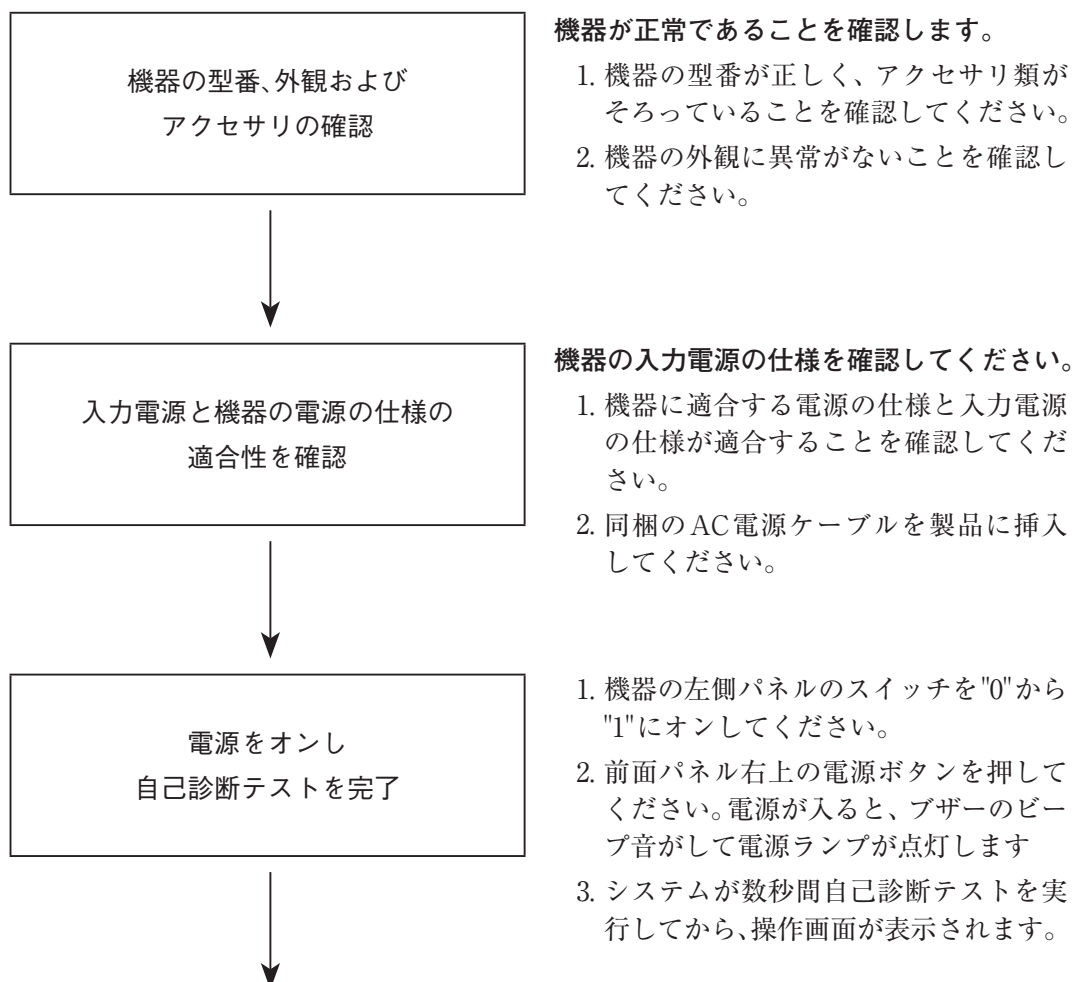 機器の型番、外観および
アクセサリの確認
機器が正常であることを確認します。
1. 機器の型番が正しく、アクセサリ類が
そろっていることを確認してください。
2. 機器の外観に異常がないことを確認し
てください。
入力電源と機器の電源の仕様の
適合性を確認
機器の入力電源の仕様を確認してください。
1. 機器に適合する電源の仕様と入力電源
の仕様が適合することを確認してくだ
さい。
2. 同梱のAC電源ケーブルを製品に挿入
してください。
電源をオンし
自己診断テストを完了
1. 機器の左側パネルのスイッチを"0"から
"1"にオンしてください。
2. 前面パネル右上の電源ボタンを押して
ください。電源が入ると、ブザーのビー
プ音がして電源ランプが点灯します
3. システムが数秒間自己診断テストを実
行してから、操作画面が表示されます。